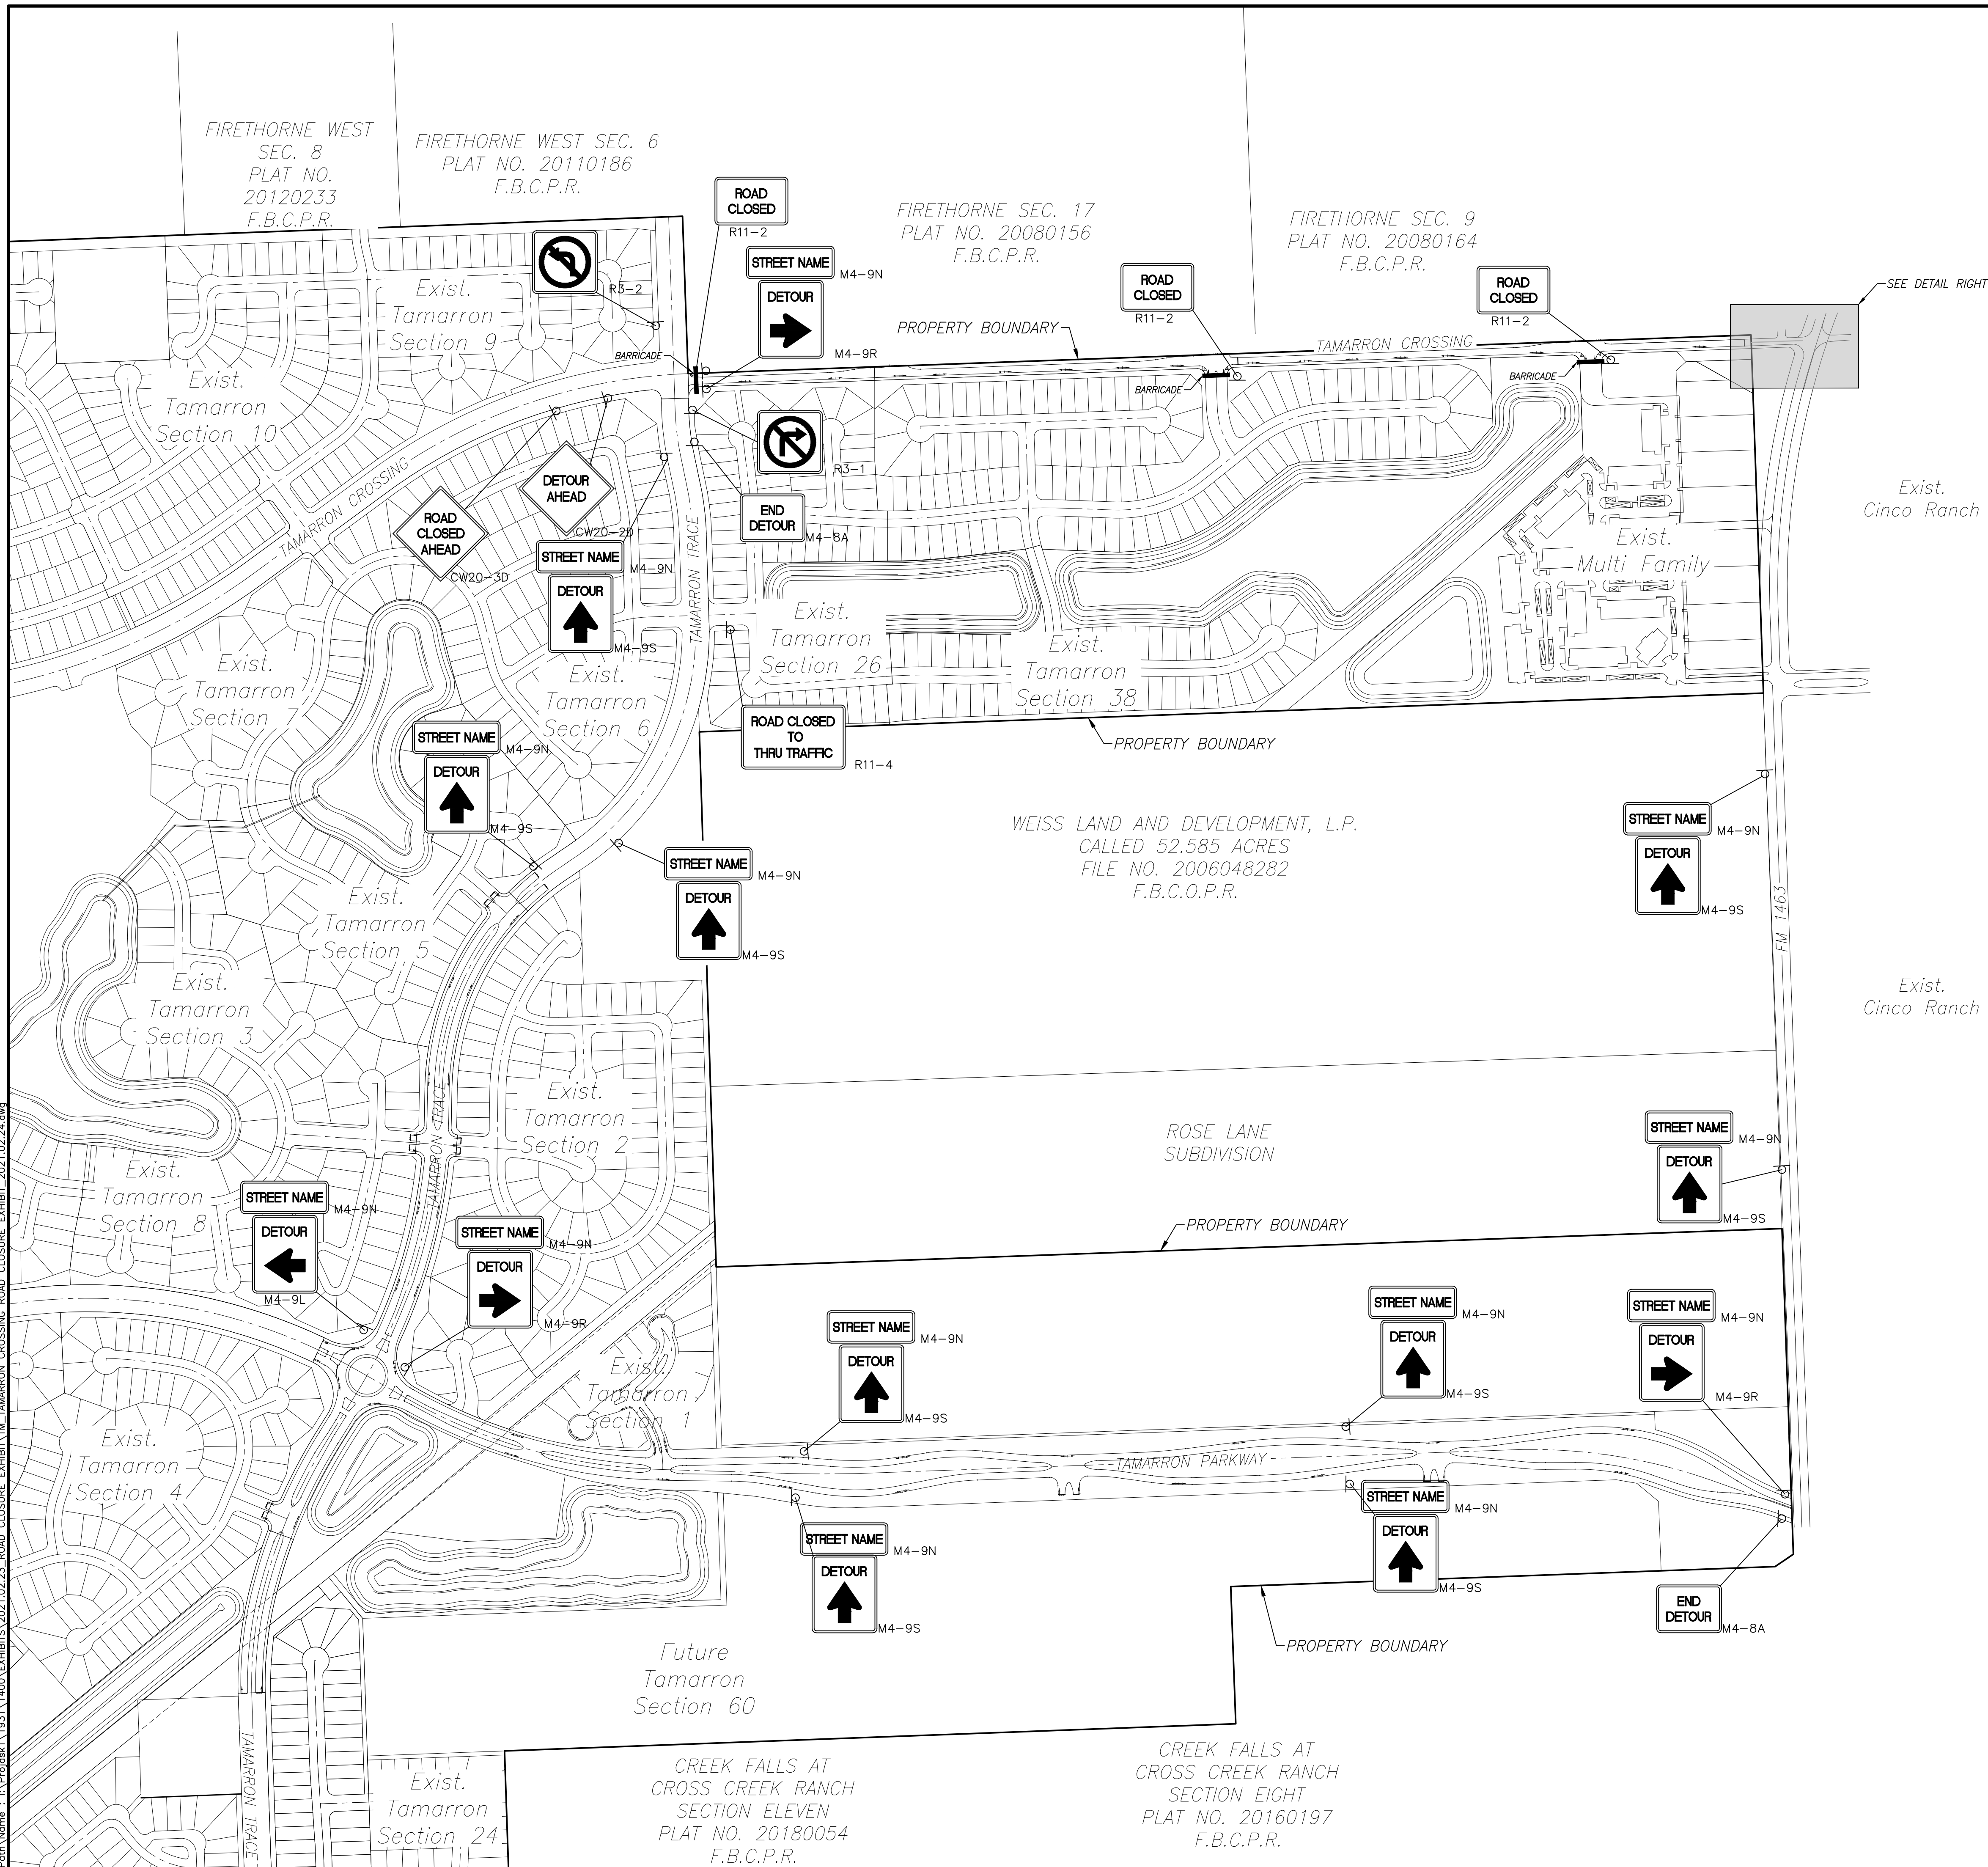 FIRETHORNE WEST
SEC. 8
PLAT NO.
20120233
F.B.C.P.R.
FIRETHORNE WEST SEC. 6
PLAT NO. 20110186
F.B.C.P.R.
ROAD
CLOSED
R11-2
FIRETHORNE SEC. 17
PLAT NO. 20080156
F.B.C.P.R.
FIRETHORNE SEC. 9
PLAT NO. 20080164
F.B.C.P.R.
R3-2
STREET NAME
M4-9N
DETOUR
M4-9R
ROAD
CLOSED
R11-2
ROAD
CLOSED
R11-2
SEE DETAIL RIGHT
Exist.
Tamarron
Section 9
BARRICADE
PROPERTY BOUNDARY
TAMARRON CROSSING
BARRICADE
BARRICADE
Exist.
Tamarron
Section 10
TAMARRON CROSSING
ROAD
CLOSED
AHEAD
CW20-3D
DETOUR
AHEAD
CW20-2D
R3-1
END
DETOUR
M4-8A
Exist.
Cinco Ranch
Exist.
Multi Family
STREET NAME
M4-9N
DETOUR
M4-9S
TAMARRON TRACE
Exist.
Tamarron
Section 26
Exist.
Tamarron
Section 38
Exist.
Tamarron
Section 7
Exist.
Tamarron
Section 6
ROAD CLOSED
TO
THRU TRAFFIC
R11-4
PROPERTY BOUNDARY
STREET NAME
M4-9N
DETOUR
M4-9S
WEISS LAND AND DEVELOPMENT, L.P.
CALLED 52.585 ACRES
FILE NO. 2006048282
F.B.C.O.P.R.
STREET NAME
M4-9N
DETOUR
M4-9S
STREET NAME
M4-9N
DETOUR
M4-9S
FM 1463
Exist.
Tamarron
Section 5
Exist.
Tamarron
Section 3
Exist.
Cinco Ranch
Exist.
Tamarron
Section 2
TAMARRON TRACE
ROSE LANE
SUBDIVISION
STREET NAME
M4-9N
DETOUR
M4-9S
Exist.
Tamarron
Section 8
STREET NAME
M4-9N
DETOUR
M4-9L
STREET NAME
M4-9N
DETOUR
M4-9R
PROPERTY BOUNDARY
STREET NAME
M4-9N
DETOUR
M4-9S
STREET NAME
M4-9N
DETOUR
M4-9S
STREET NAME
M4-9N
DETOUR
M4-9R
Exist.
Tamarron
Section 1
Exist.
Tamarron
Section 4
TAMARRON PARKWAY
STREET NAME
M4-9N
DETOUR
M4-9S
STREET NAME
M4-9N
DETOUR
M4-9S
END
DETOUR
M4-8A
PROPERTY BOUNDARY
Future
Tamarron
Section 60
TAMARRON TRACE
Exist.
Tamarron
Section 24
CREEK FALLS AT
CROSS CREEK RANCH
SECTION ELEVEN
PLAT NO. 20180054
F.B.C.P.R.
CREEK FALLS AT
CROSS CREEK RANCH
SECTION EIGHT
PLAT NO. 20160197
F.B.C.P.R.